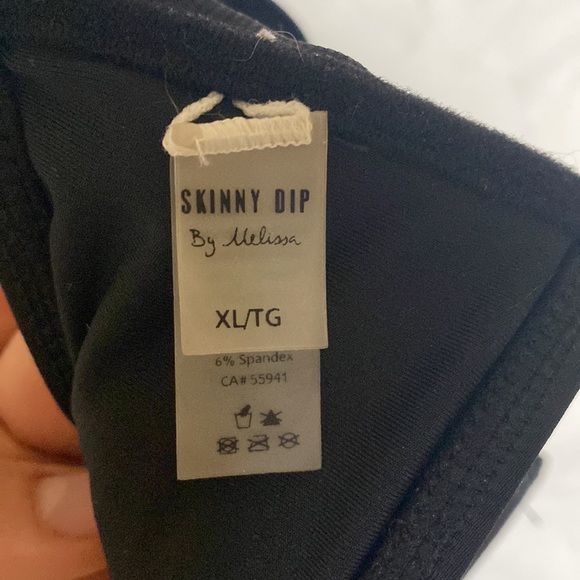 SKINNY DIP
By Melissa
XL/TG
6% Spandex
CA# 55941